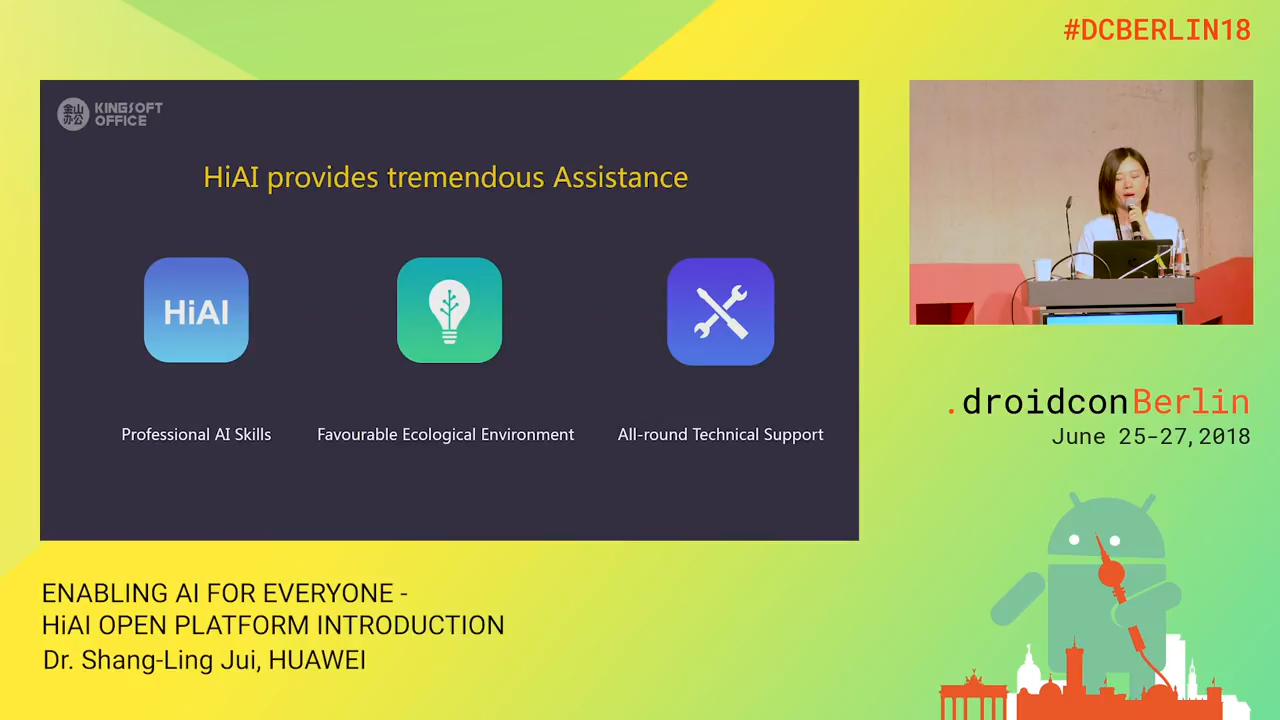 #DCBERLIN18
金山
办公
KINGSOFT
OFFICE
HiAI provides tremendous Assistance
HiAI
Professional AI Skills
Favourable Ecological Environment
All-round Technical Support
.droidconBerlin
June 25-27, 2018
ENABLING AI FOR EVERYONE -
HiAI OPEN PLATFORM INTRODUCTION
Dr. Shang-Ling Jui, HUAWEI